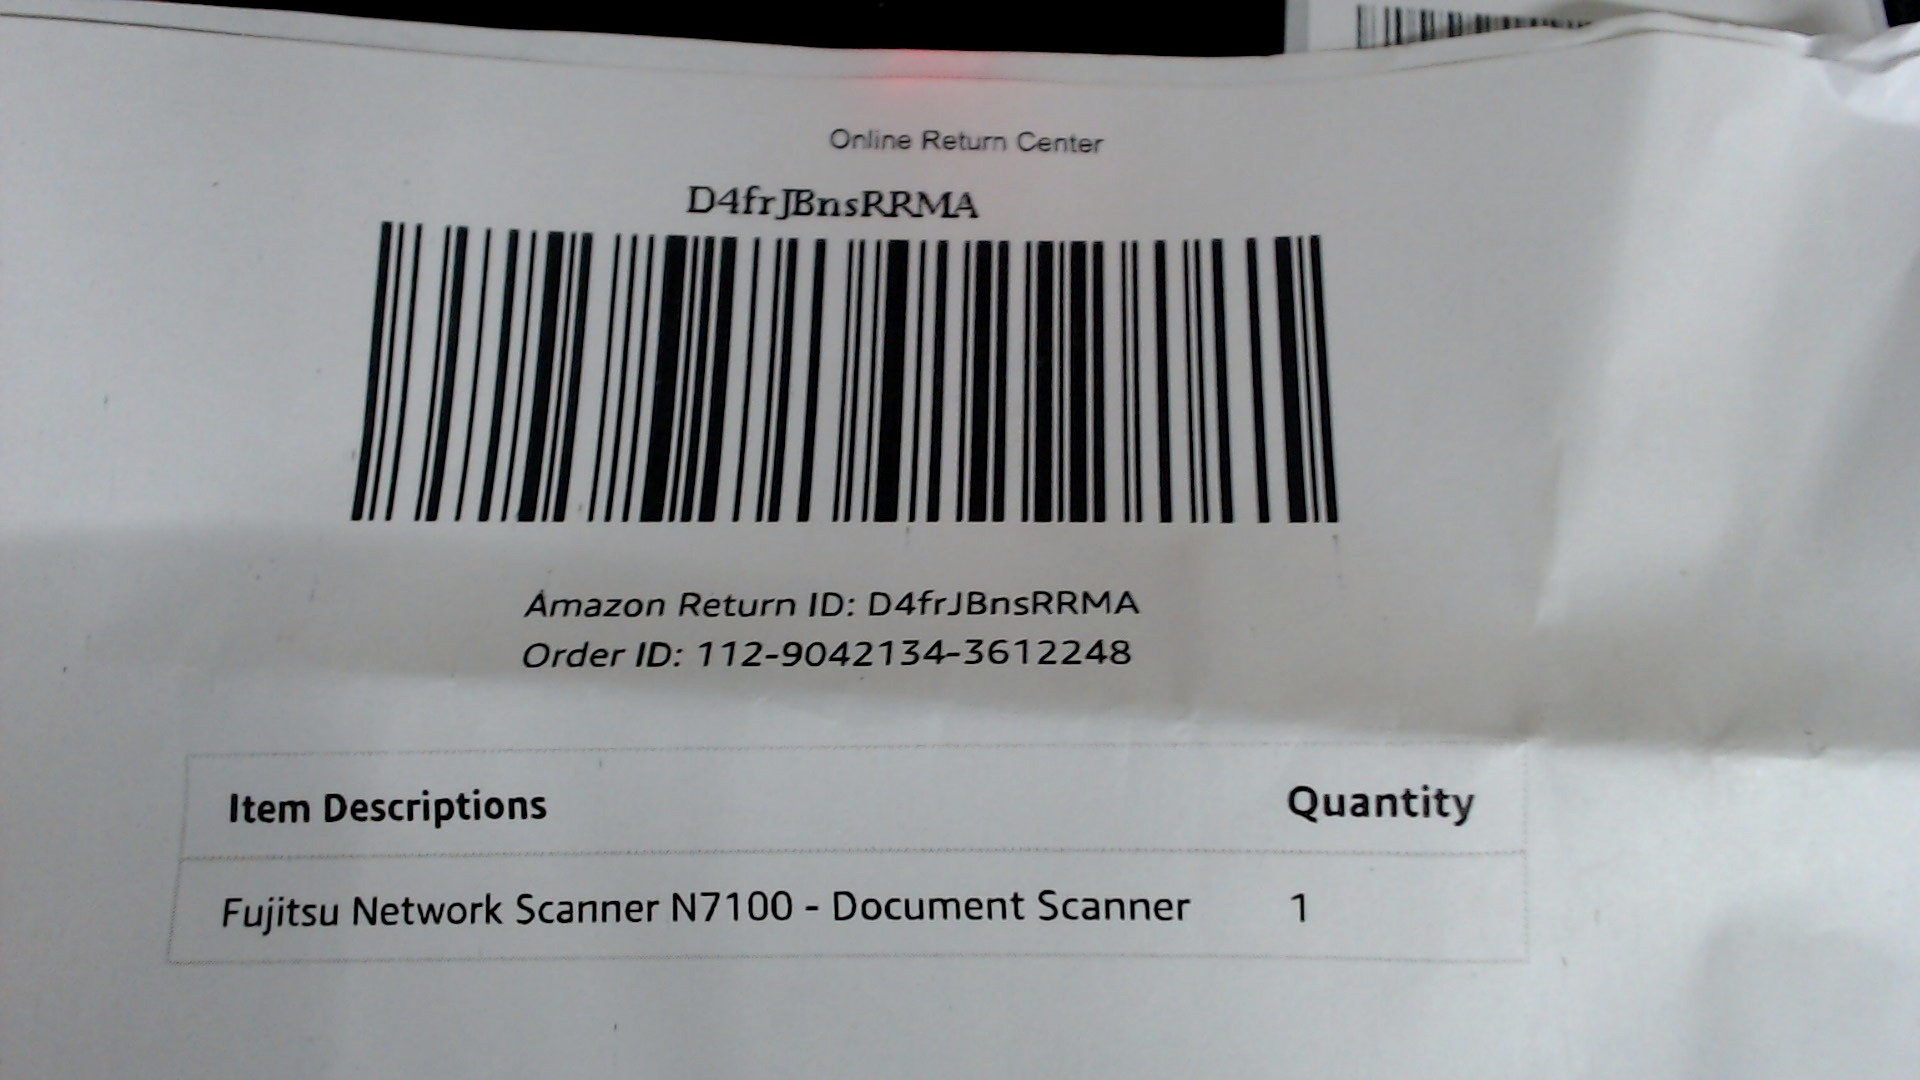 Online Return Center
D4frJBnsRRMA
Amazon Return ID: D4frJBnsRRMA
Order ID: 112-9042134-3612248
Item Descriptions Quantity
Fujitsu Network Scanner N7100 - Document Scanner 1